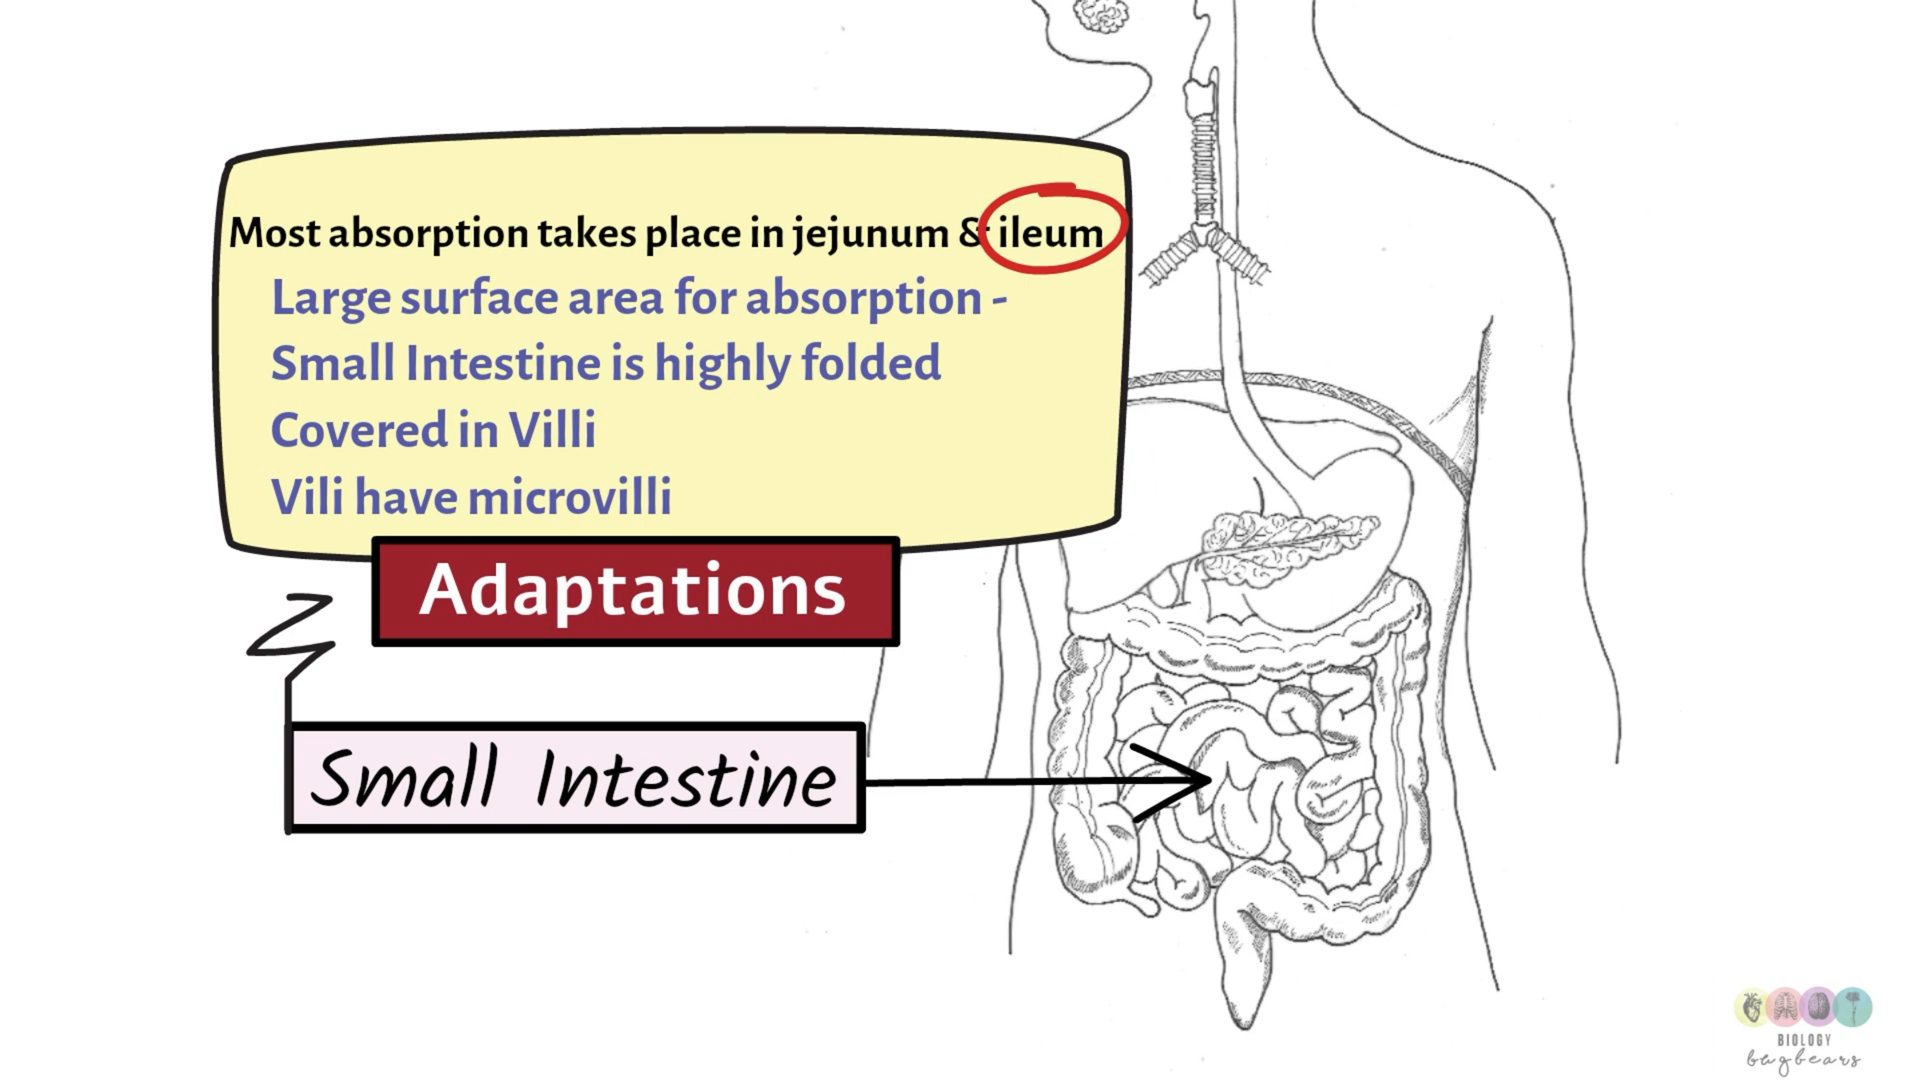 Most absorption takes place in jejunum & ileum
Large surface area for absorption -
Small Intestine is highly folded
Covered in Villi
Vili have microvilli
Adaptations
Small Intestine
BIOLOGY
bugbears